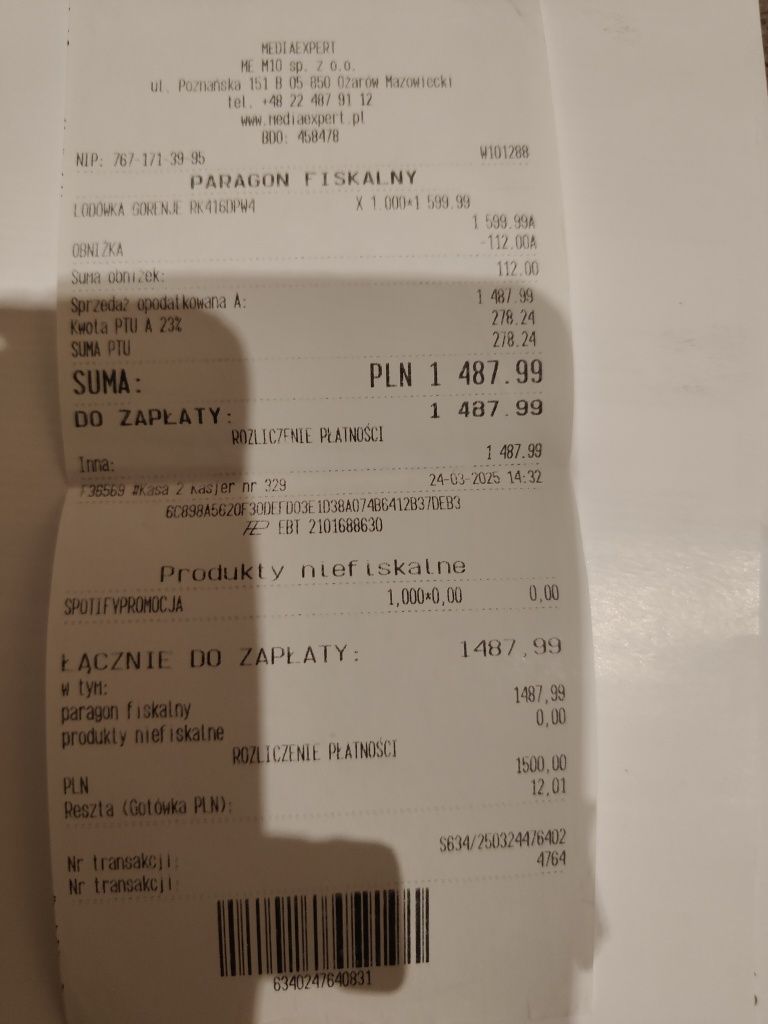 MEDIAEXPERT
ME M10 sp. z o.o.
ul. Poznańska 151 B 05 850 Ożarów Mazowiecki
tel. +48 22 487 91 12
www.mediaexpert.pl
BDO: 458478
NIP: 767-171-39-95 W101288
PARAGON FISKALNY
LODÓWKA GORENJE RK416DPW4 X 1.000*1 599.99
1 599.99A
OBNIŻKA -112.00A
Suma obniżek: 112.00
Sprzedaż opodatkowana A: 1 487.99
Kwota PTU A 23% 278.24
SUMA PTU 278.24
SUMA: PLN 1 487.99
DO ZAPŁATY: 1 487.99
ROZLICZENIE PŁATNOŚCI
Inna: 1 487.99
F36569 #Kasa 2 Kasjer nr 329 24-03-2025 14:32
6C898A5620F30DEFD03E1D38A074B6412B37DEB3
EBT 2101688630
Produkty niefiskalne
SPOTIFYPROMOCJA 1,000*0,00 0,00
ŁĄCZNIE DO ZAPŁATY: 1487,99
w tym:
paragon fiskalny 1487,99
produkty niefiskalne 0,00
ROZLICZENIE PŁATNOŚCI
PLN 1500,00
Reszta (Gotówka PLN): 12,01
Nr transakcji: S634/250324476402
Nr transakcji: 4764
6340247640831